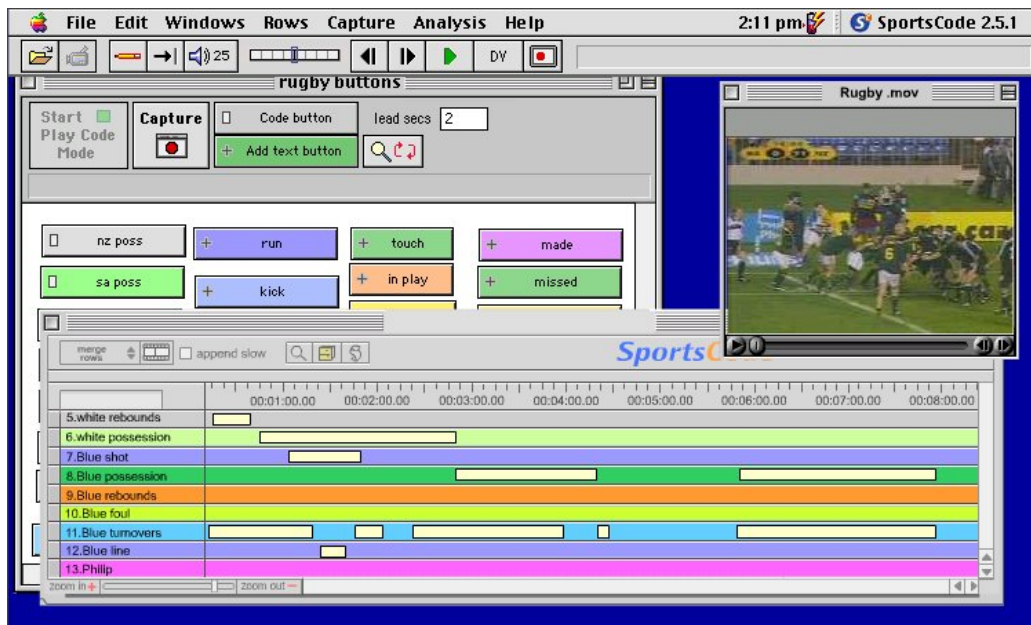 File Edit Windows Rows Capture Analysis Help 2:11 pm SportsCode 2.5.1
25 DV
rugby buttons
Rugby .mov
Start
Play Code
Mode
Capture
Code button
lead secs 2
Add text button
nz poss run touch made
sa poss kick in play missed
6
merge
rows
append slow
SportsCode
00:01:00.00 00:02:00.00 00:03:00.00 00:04:00.00 00:05:00.00 00:06:00.00 00:07:00.00 00:08:00.00
5.white rebounds
6.white possession
7.Blue shot
8.Blue possession
9.Blue rebounds
10.Blue foul
11.Blue turnovers
12.Blue line
13.Philip
zoom in zoom out